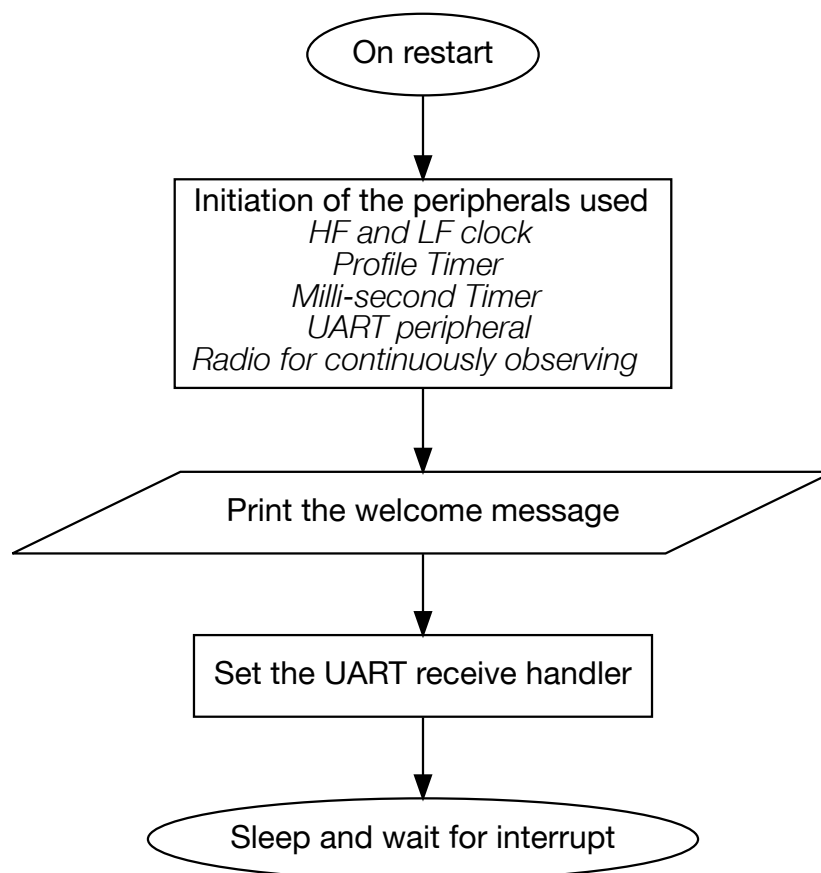 On restart
Initiation of the peripherals used
HF and LF clock
Profile Timer
Milli-second Timer
UART peripheral
Radio for continuously observing
Print the welcome message
Set the UART receive handler
Sleep and wait for interrupt